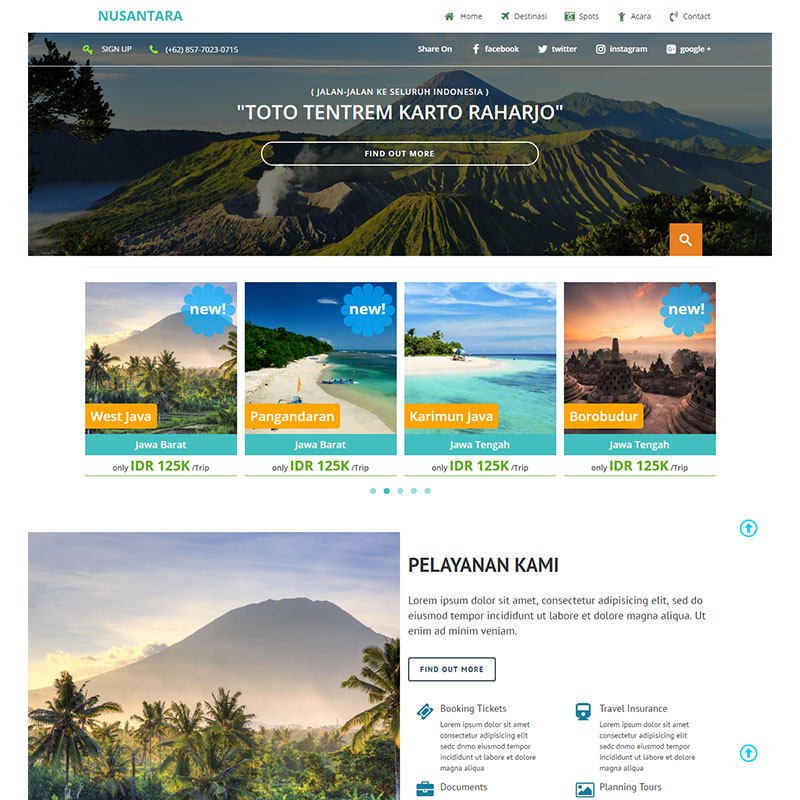 NUSANTARA
Home Destinasi Spots Acara Contact
SIGN UP (+62) 857-7023-0715 Share On facebook twitter instagram google +
( JALAN-JALAN KE SELURUH INDONESIA )
"TOTO TENTREM KARTO RAHARJO"
FIND OUT MORE
new! new! new!
West Java Pangandaran Karimun Java Borobudur
Jawa Barat Jawa Barat Jawa Tengah Jawa Tengah
only IDR 125K /Trip only IDR 125K /Trip only IDR 125K /Trip only IDR 125K /Trip
PELAYANAN KAMI
Lorem ipsum dolor sit amet, consectetur adipisicing elit, sed do
eiusmod tempor incididunt ut labore et dolore magna aliqua. Ut
enim ad minim veniam.
FIND OUT MORE
Booking Tickets
Lorem ipsum dolor sit amet
consectetur adipisicing elit
sedc dnmo eiusmod tempor
incididunt ut labore et dolore
magna aliqua
Travel Insurance
Lorem ipsum dolor sit amet
consectetur adipisicing elit
sedc dnmo eiusmod tempor
incididunt ut labore et dolore
magna aliqua
Documents
Planning Tours